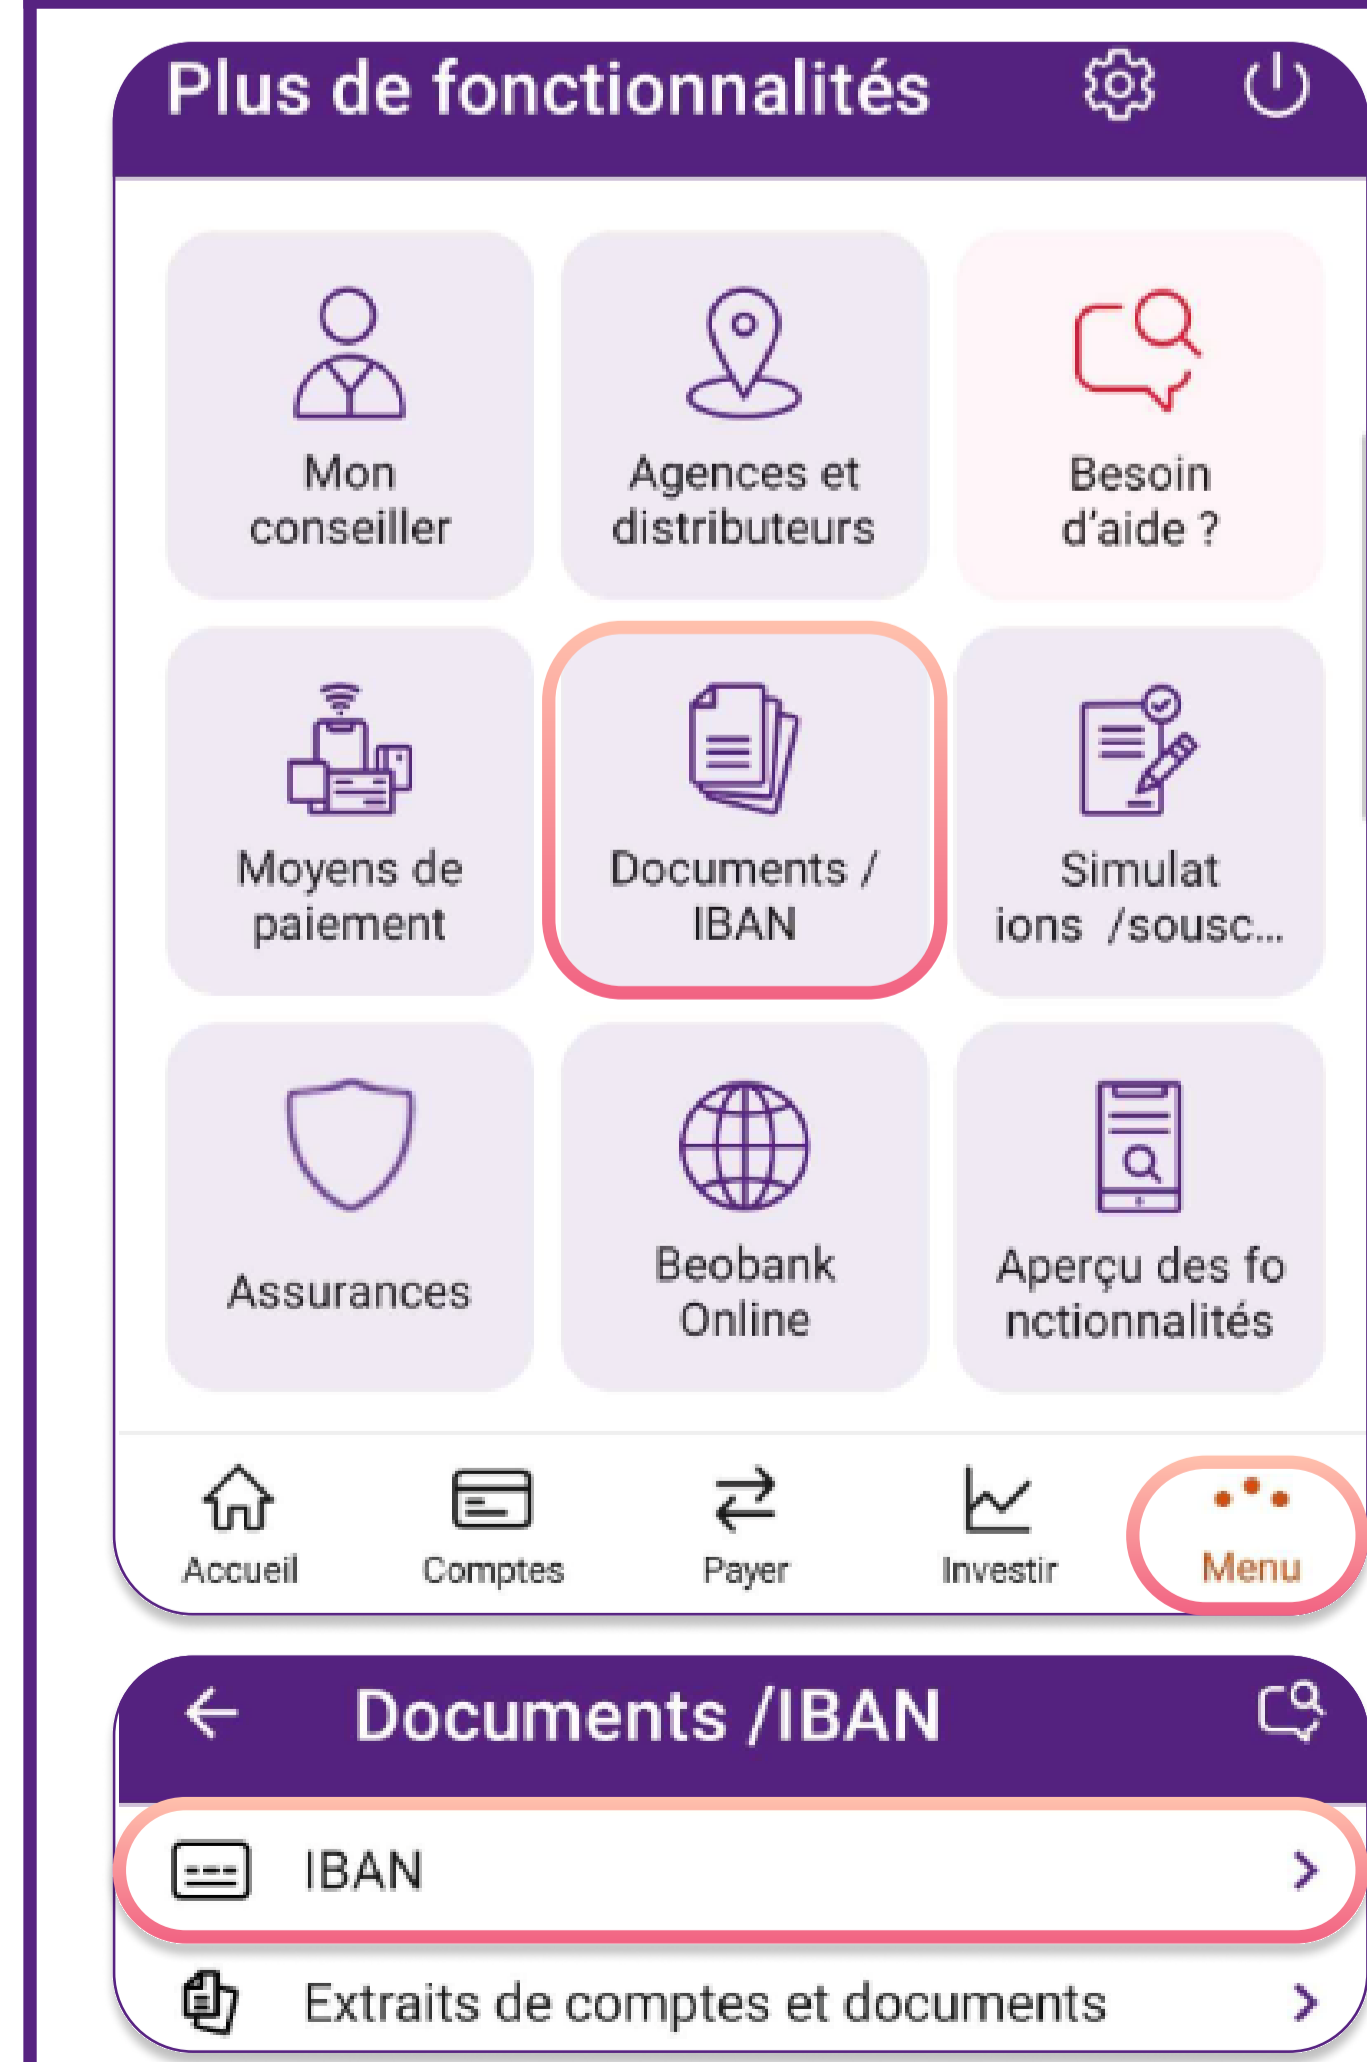 Plus de fonctionnalités
Mon
conseiller
Agences et
distributeurs
Besoin
d'aide ?
Moyens de
paiement
Documents /
IBAN
Simulat
ions /sousc...
Assurances
Beobank
Online
Aperçu des fo
nctionnalités
Accueil
Comptes
Payer
Investir
Menu
Documents /IBAN
IBAN
Extraits de comptes et documents